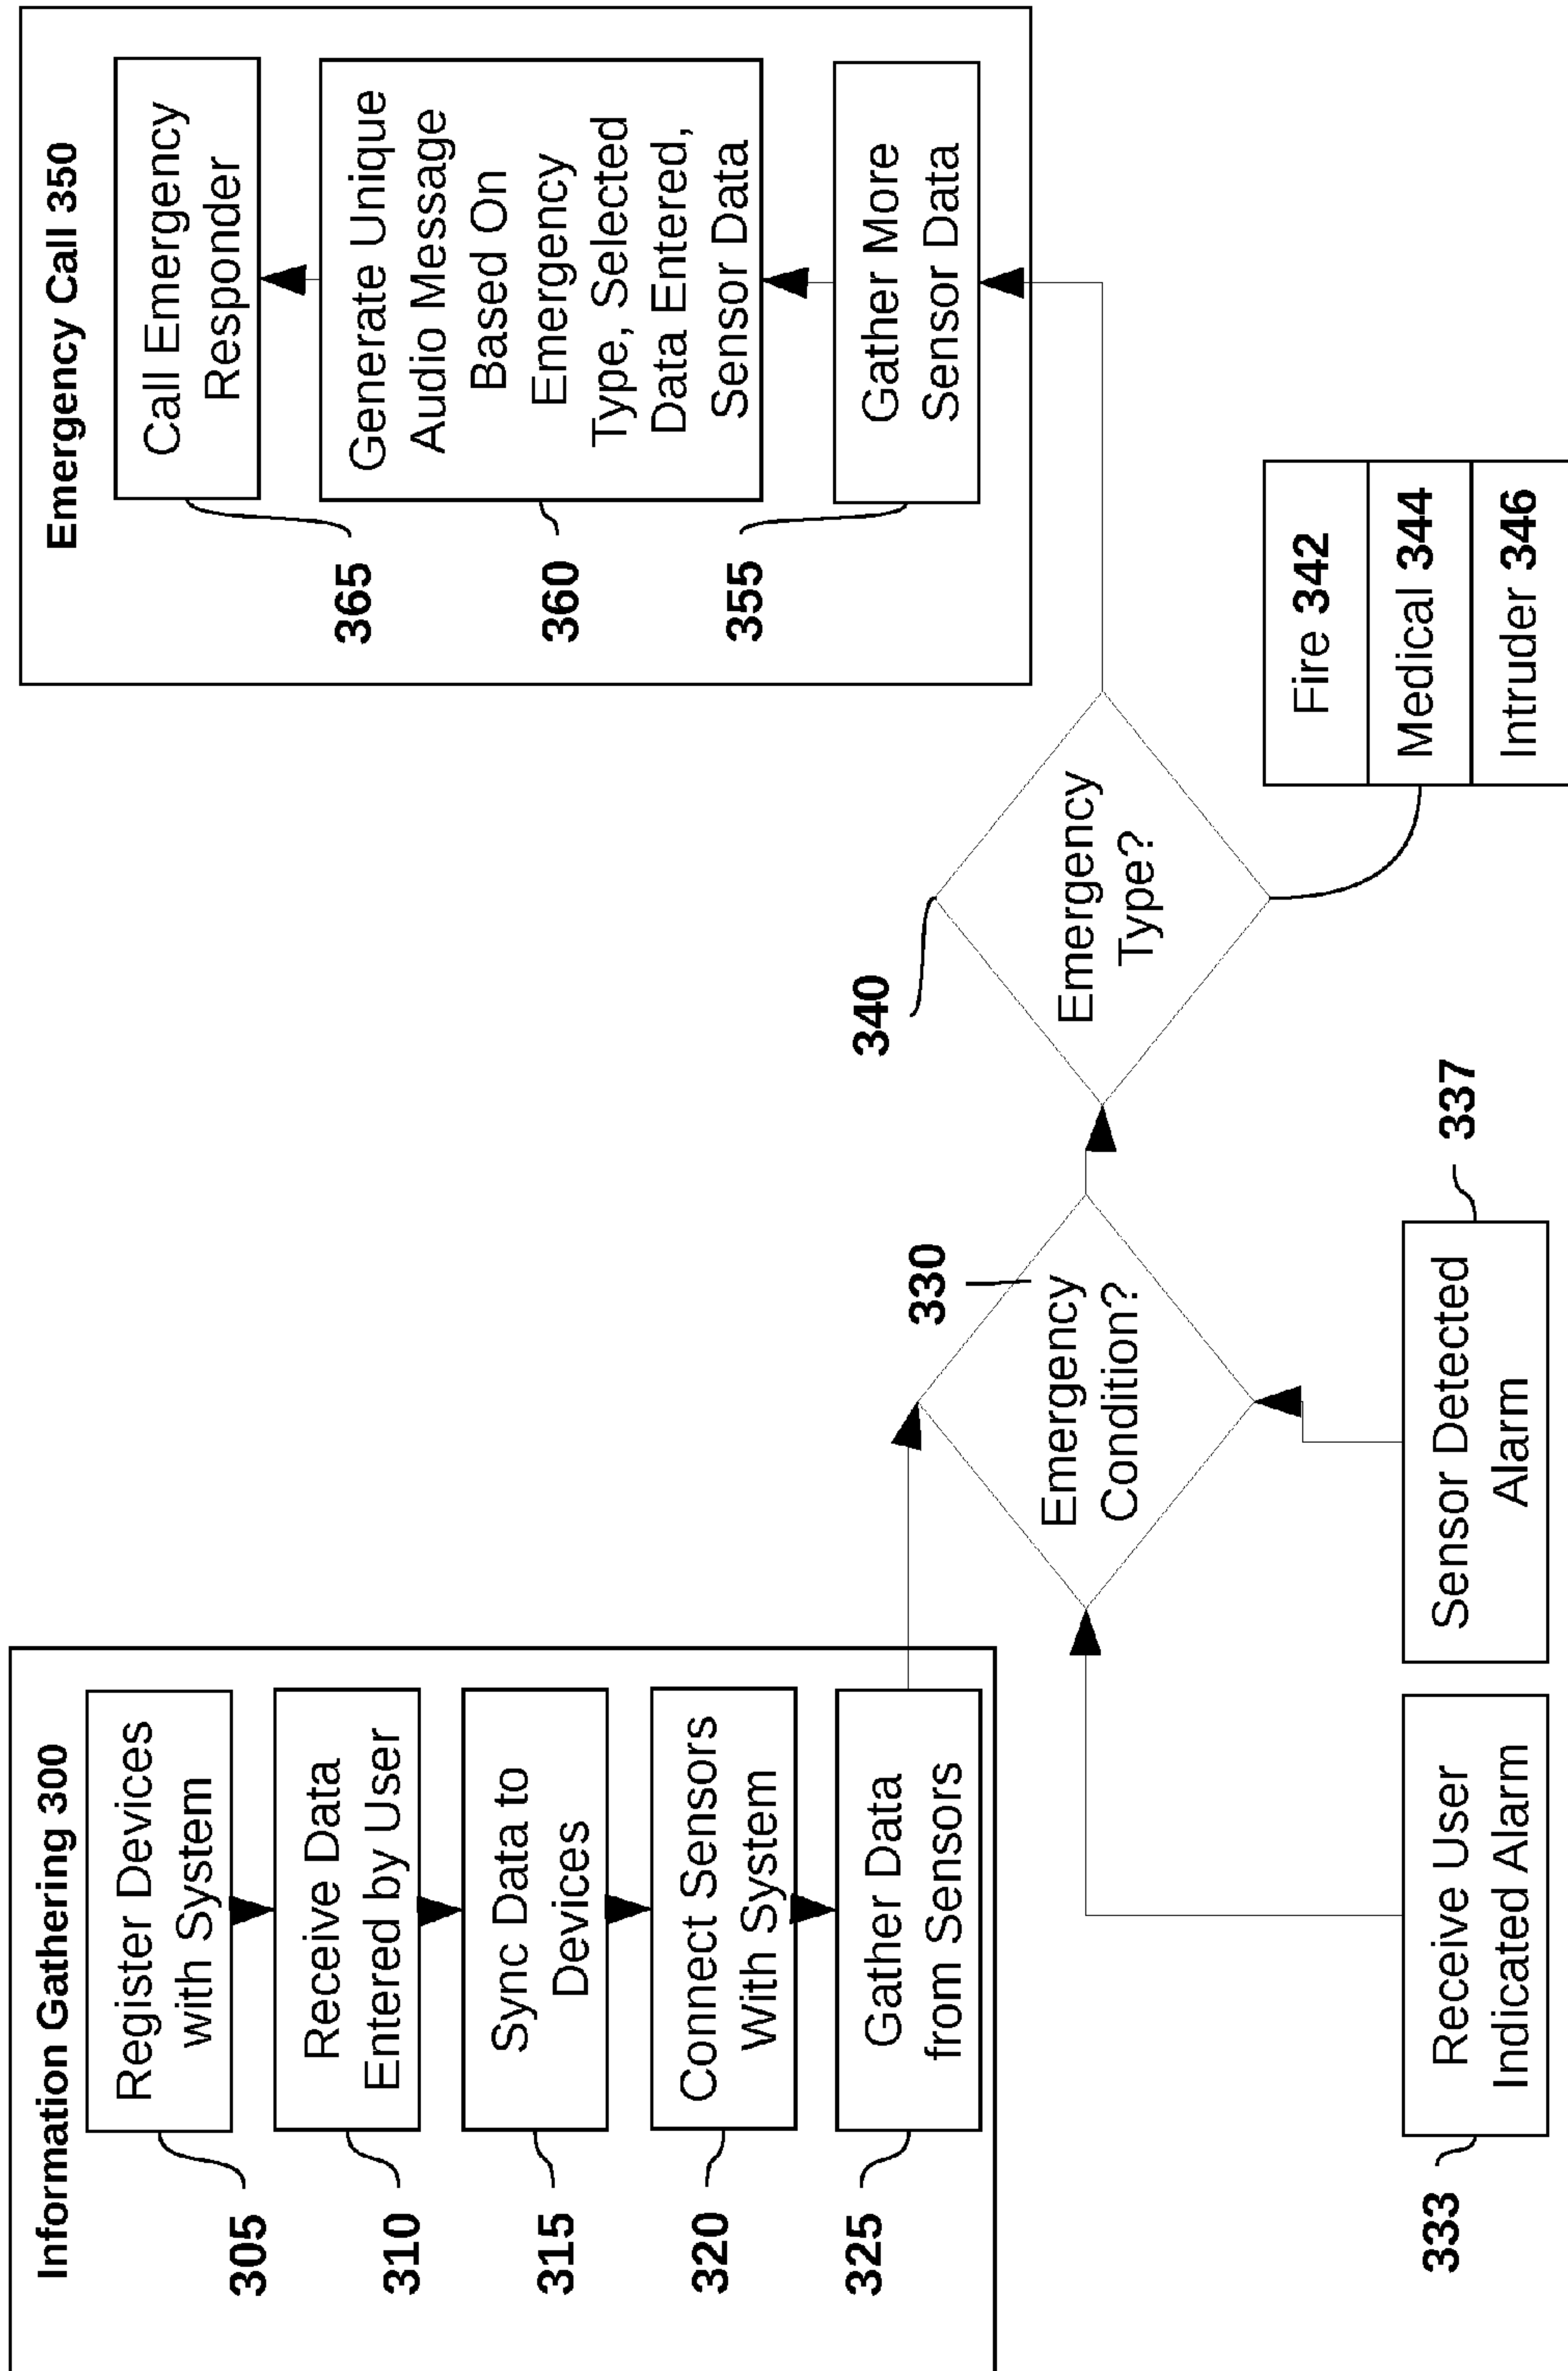 Information Gathering 300
Register Devices
with System
305
Receive Data
Entered by User
310
Sync Data to
Devices
315
Connect Sensors
With System
320
Gather Data
from Sensors
325
Receive User
Indicated Alarm
333
Sensor Detected
Alarm
337
330
Emergency
Condition?
340
Emergency
Type?
Fire 342
Medical 344
Intruder 346
Emergency Call 350
Call Emergency
Responder
365
Generate Unique
Audio Message
Based On
Emergency
Type, Selected
Data Entered,
Sensor Data
360
Gather More
Sensor Data
355